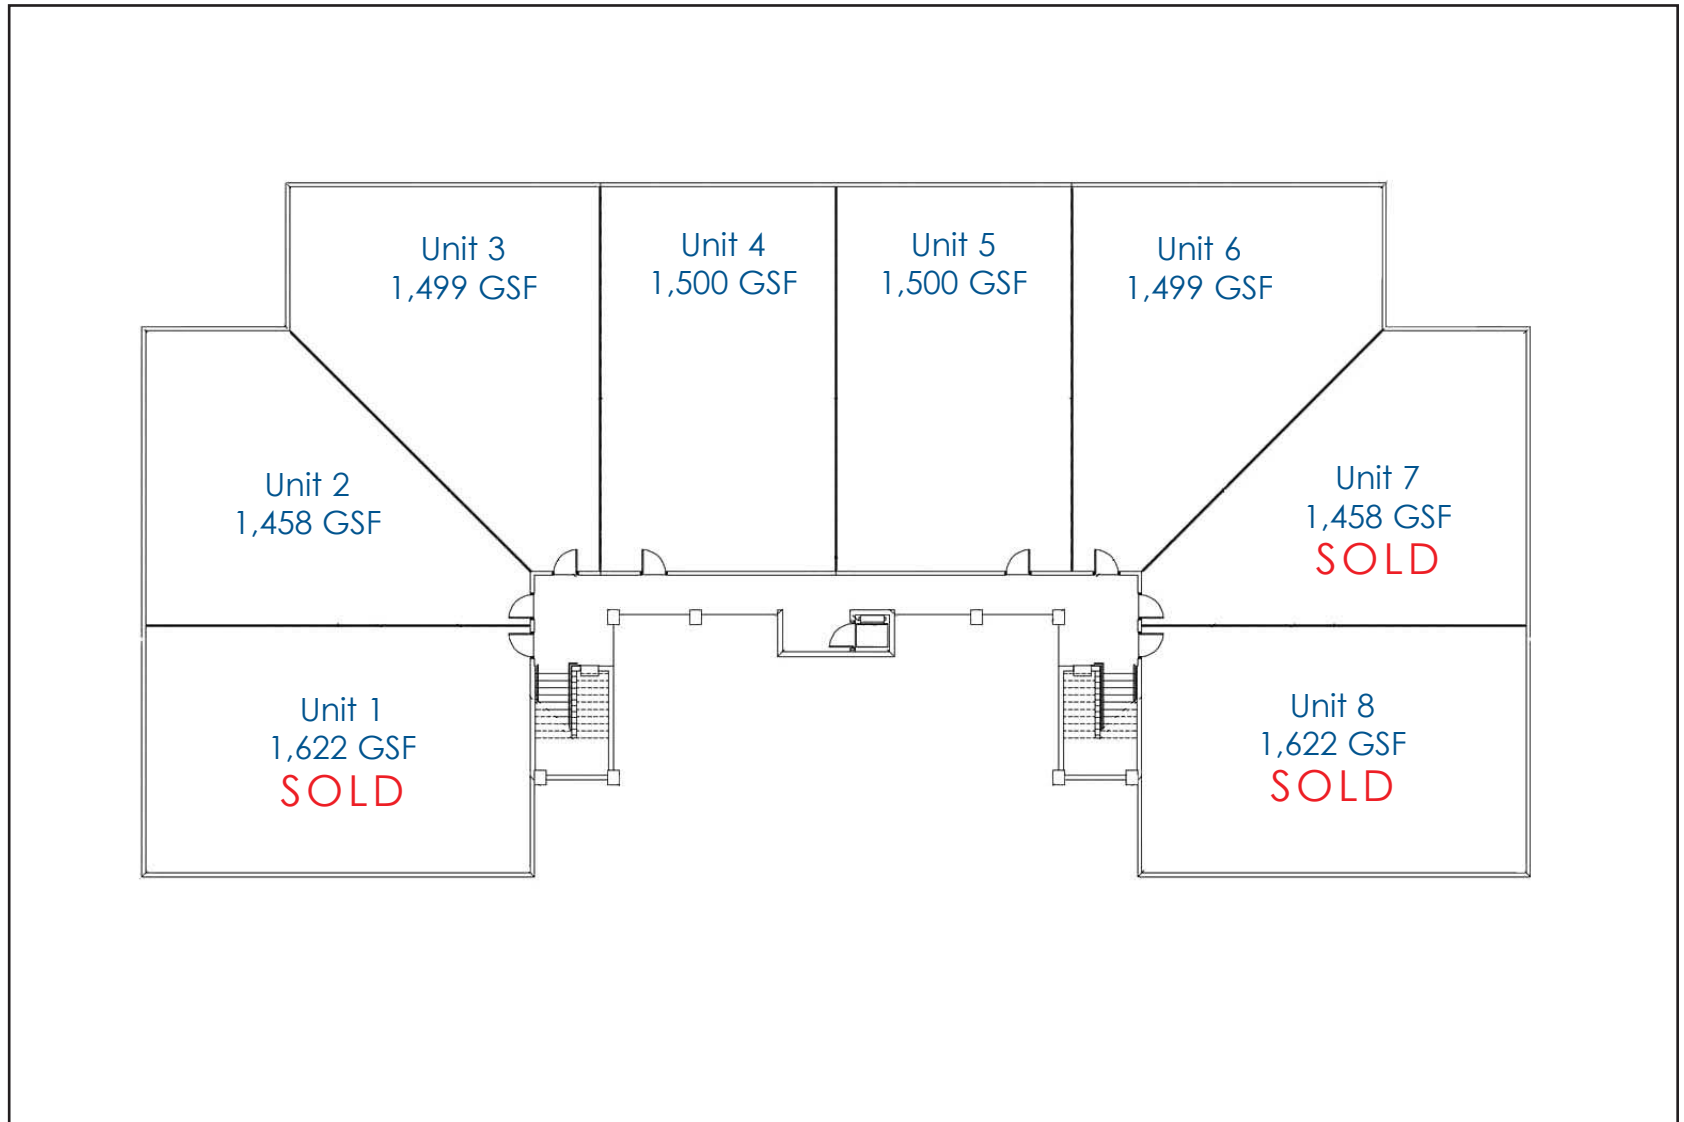 Unit 3
1,499 GSF
Unit 4
1,500 GSF
Unit 5
1,500 GSF
Unit 6
1,499 GSF
Unit 2
1,458 GSF
Unit 7
1,458 GSF
SOLD
Unit 1
1,622 GSF
SOLD
Unit 8
1,622 GSF
SOLD